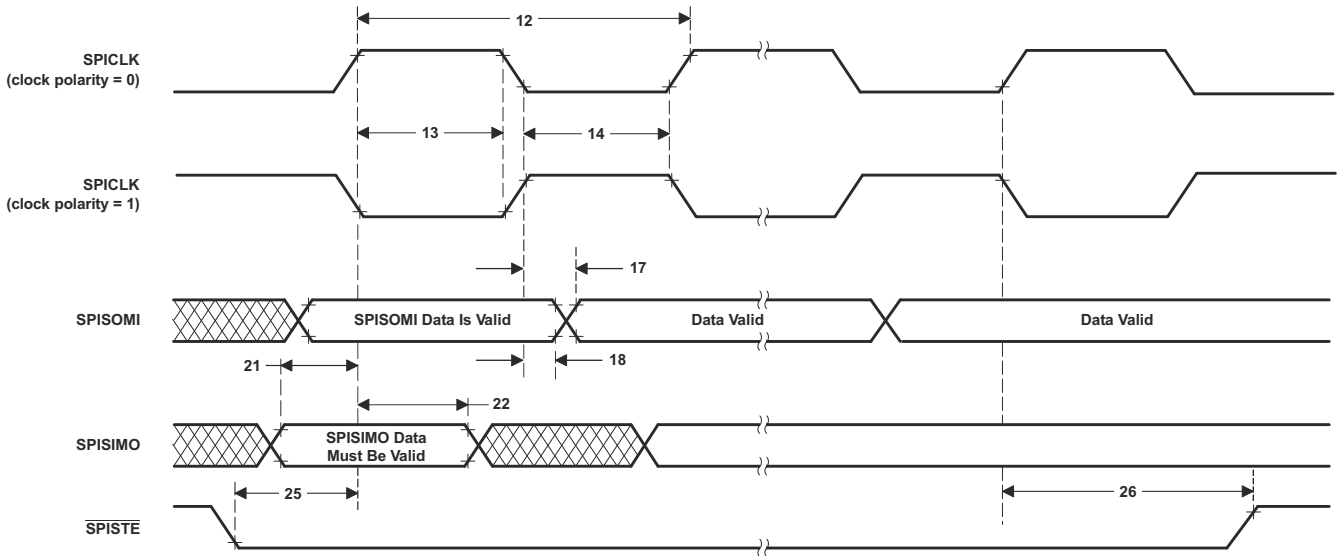 12
SPICLK
(clock polarity = 0)
13
14
SPICLK
(clock polarity = 1)
17
SPISOMI
SPISOMI Data Is Valid
Data Valid
Data Valid
21
18
22
SPISIMO
SPISIMO Data
Must Be Valid
25
26
SPISTE